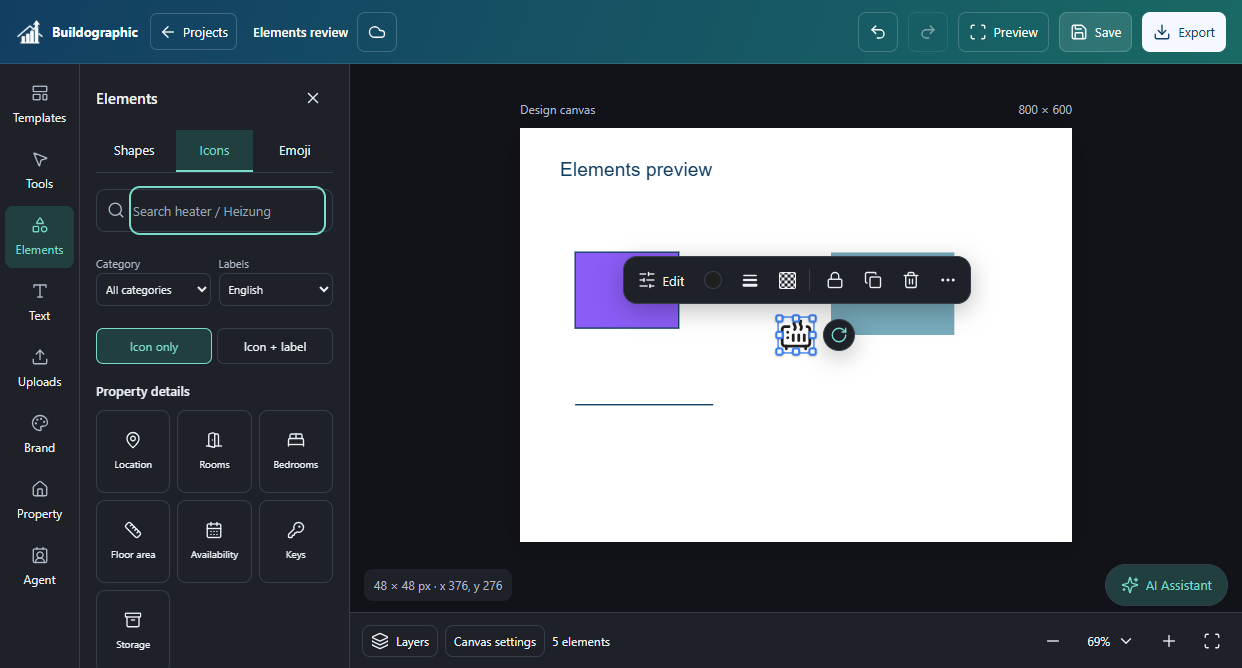 Buildographic
Projects
Elements review
Preview
Save
Export
Templates
Tools
Elements
Text
Uploads
Brand
Property
Agent
Elements
Shapes
Icons
Emoji
Search heater / Heizung
Category
Labels
All categories
English
Icon only
Icon + label
Property details
Location
Rooms
Bedrooms
Floor area
Availability
Keys
Storage
Design canvas
800 × 600
Elements preview
Edit
48 × 48 px · x 376, y 276
AI Assistant
Layers
Canvas settings
5 elements
69%